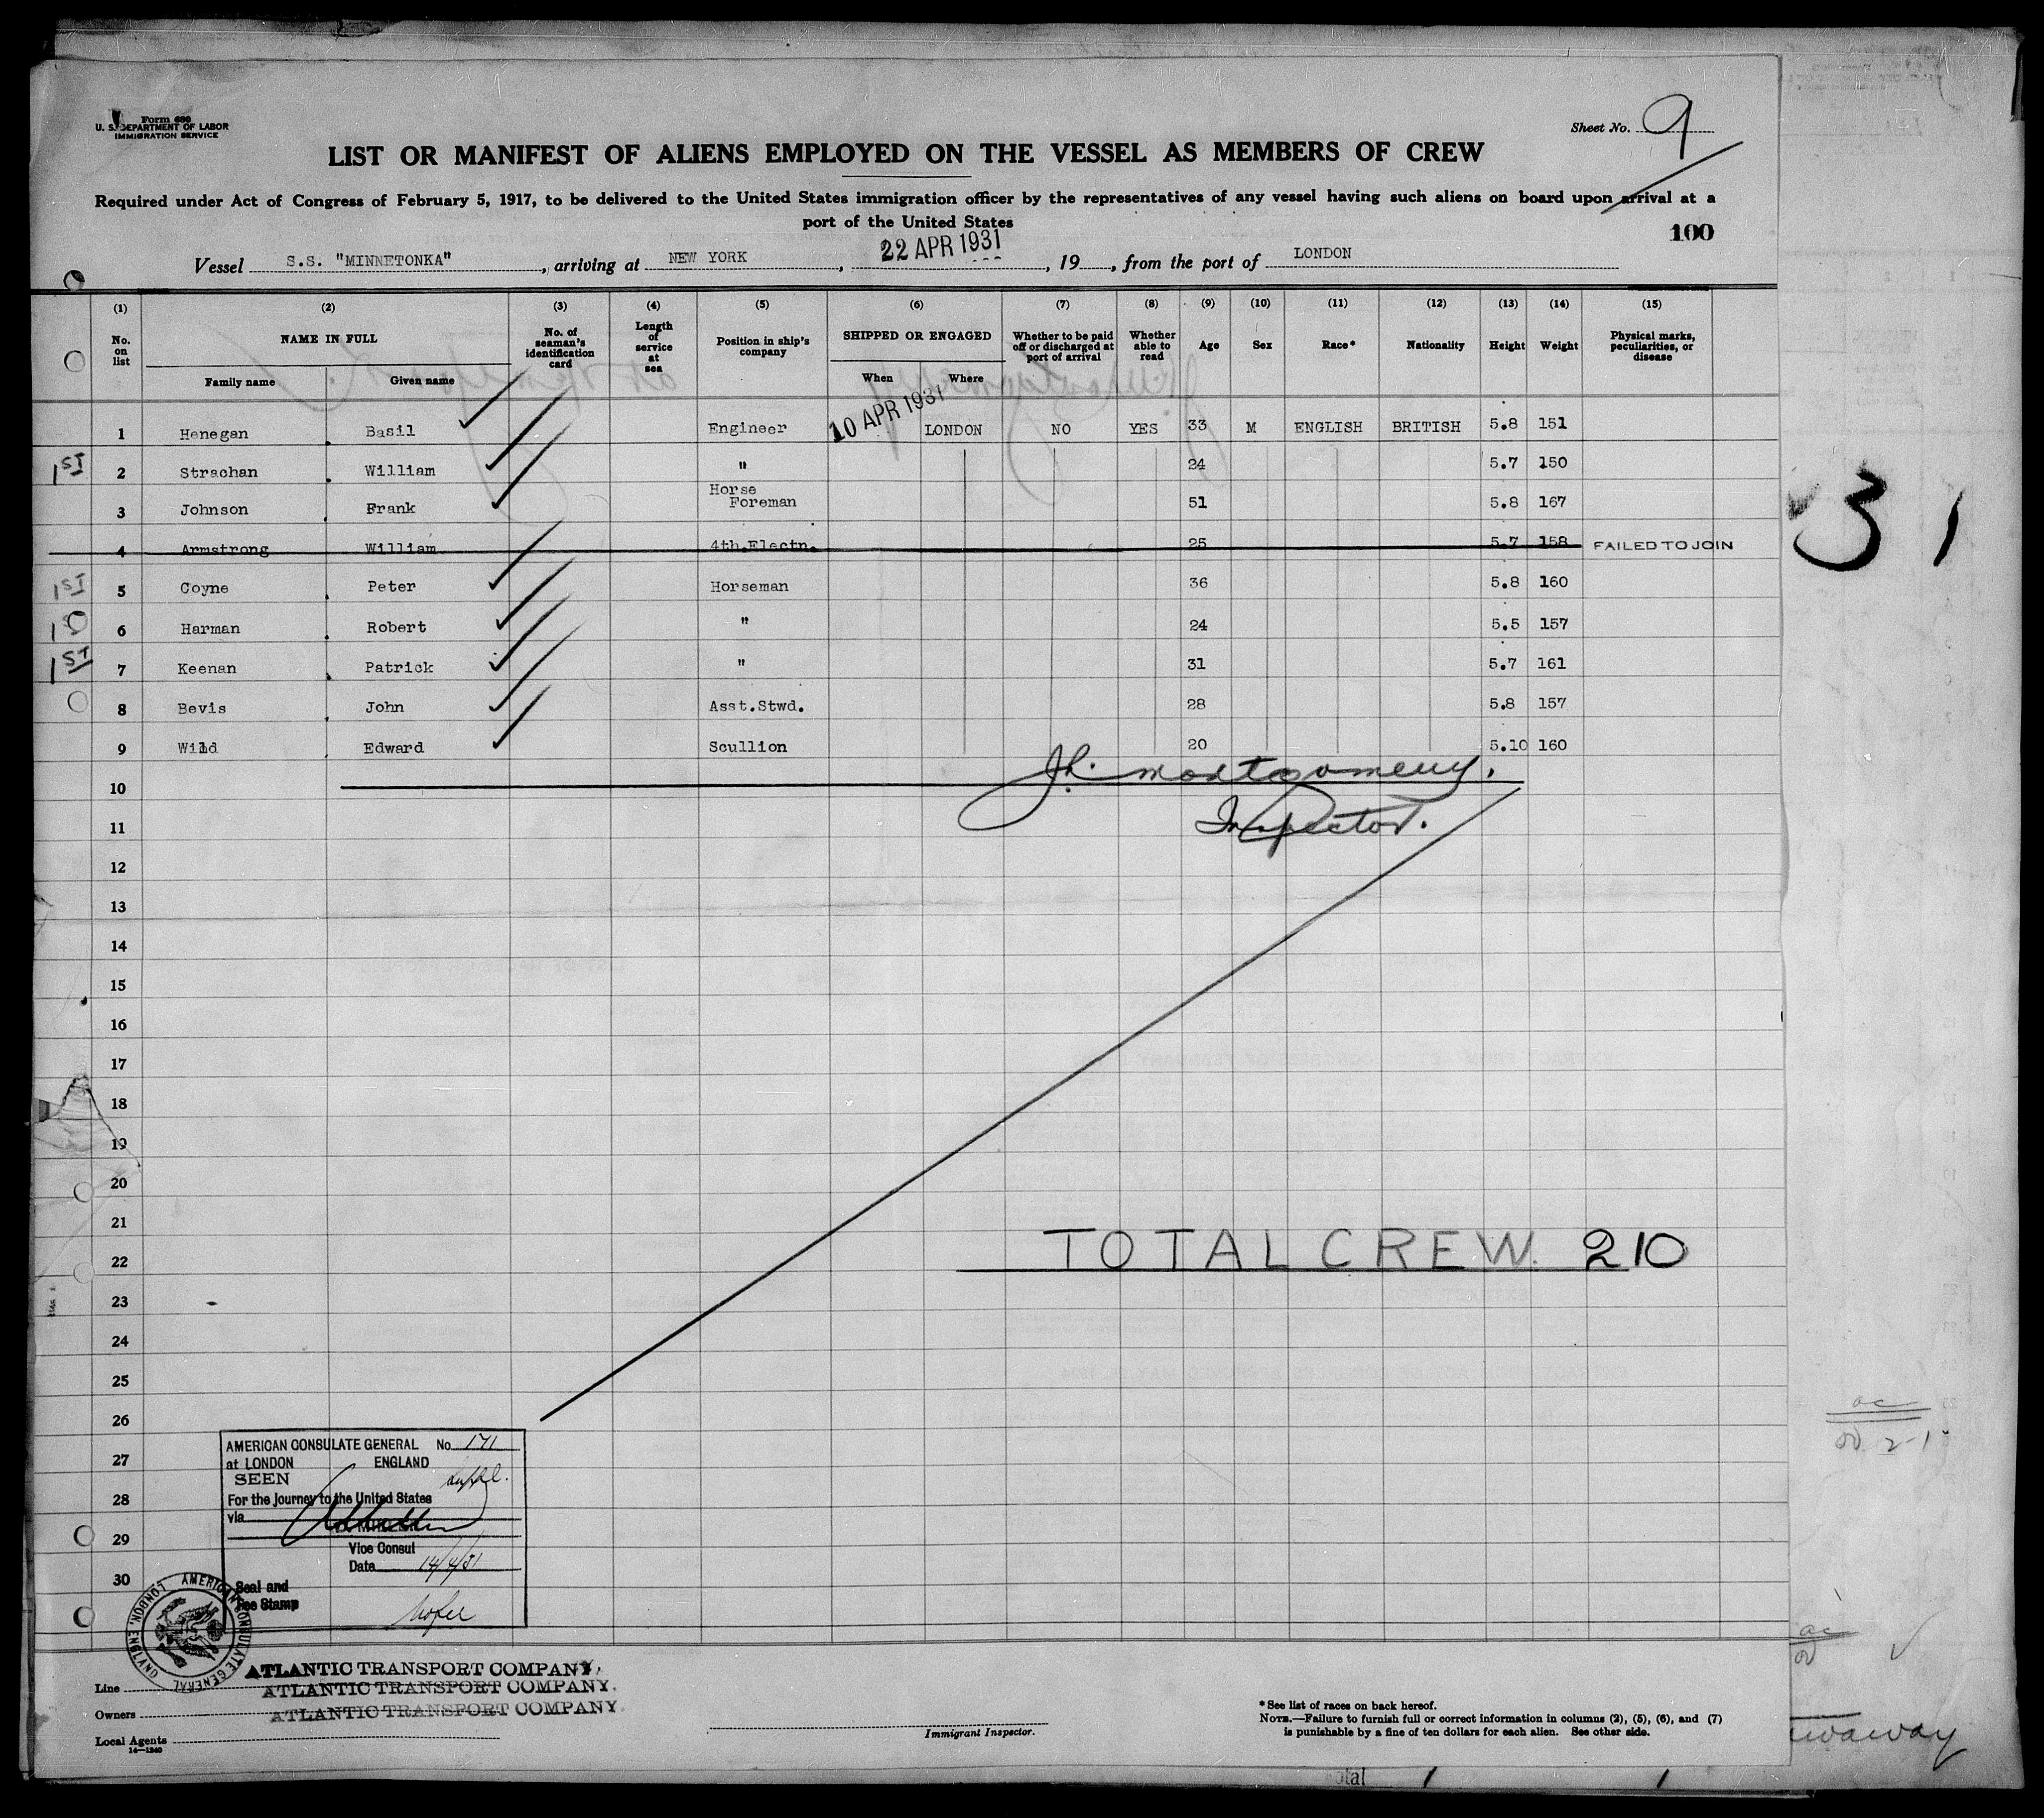 Form 680
U. S. DEPARTMENT OF LABOR
IMMIGRATION SERVICE
Sheet No. 9
LIST OR MANIFEST OF ALIENS EMPLOYED ON THE VESSEL AS MEMBERS OF CREW
Required under Act of Congress of February 5, 1917, to be delivered to the United States immigration officer by the representatives of any vessel having such aliens on board upon arrival at a
port of the United States
100
Vessel S.S. "MINNETONKA", arriving at NEW YORK, 22 APR 1931, 19, from the port of LONDON
(1) (2) (3) (4) (5) (6) (7) (8) (9) (10) (11) (12) (13) (14) (15)
No. on list NAME IN FULL Family name Given name No. of seaman's identification card Length of service at sea Position in ship's company SHIPPED OR ENGAGED When Where Whether to be paid off or discharged at port of arrival Whether able to read Age Sex Race* Nationality Height Weight Physical marks, peculiarities, or disease
1 Henegan Basil Engineer 10 APR 1931 LONDON NO YES 33 M ENGLISH BRITISH 5.8 151
1ST 2 Strachan William " 24 5.7 150
3 Johnson Frank Horse Foreman 51 5.8 167
4 Armstrong William 4th.Electn. 25 5.7 158 FAILED TO JOIN
1ST 5 Coyne Peter Horseman 36 5.8 160
6 Harman Robert " 24 5.5 157
1ST 7 Keenan Patrick " 31 5.7 161
8 Bevis John Asst.Stwd. 28 5.8 157
9 Wild Edward Scullion 20 5.10 160
J.h. Montgomery.
10
Inspector.
11
12
13
14
15
16
17
18
19
20
21
TOTAL CREW. 210
22
23
24
25
26
27
28
29
30
AMERICAN CONSULATE GENERAL No. 171
at LONDON ENGLAND
SEEN suppl.
For the Journey to the United States
via
Vice Consul
Date 14/4/31
Seal and
Fee Stamp
No fee
AMERICAN CONSULATE GENERAL LONDON, ENGLAND
Line ATLANTIC TRANSPORT COMPANY.
ATLANTIC TRANSPORT COMPANY.
Owners ATLANTIC TRANSPORT COMPANY.
Local Agents
14—1240
Immigrant Inspector.
*See list of races on back hereof.
NOTE.—Failure to furnish full or correct information in columns (2), (5), (6), and (7)
is punishable by a fine of ten dollars for each alien. See other side.
31